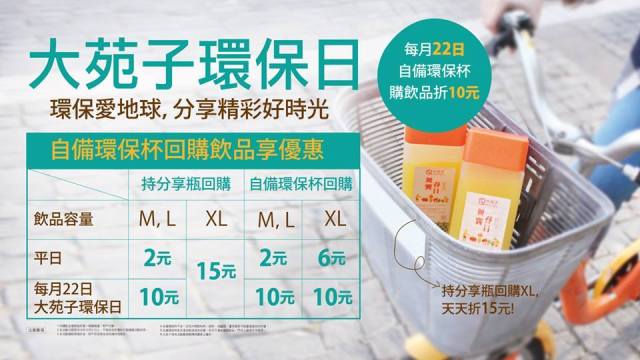 大苑子環保日
環保愛地球, 分享精彩好時光
每月22日
自備環保杯
購飲品折10元
自備環保杯回購飲品享優惠
持分享瓶回購 自備環保杯回購
飲品容量 M, L XL M, L XL
平日 2元 15元 2元 6元
每月22日
大苑子環保日 10元 10元 10元
持分享瓶回購XL,
天天折15元!